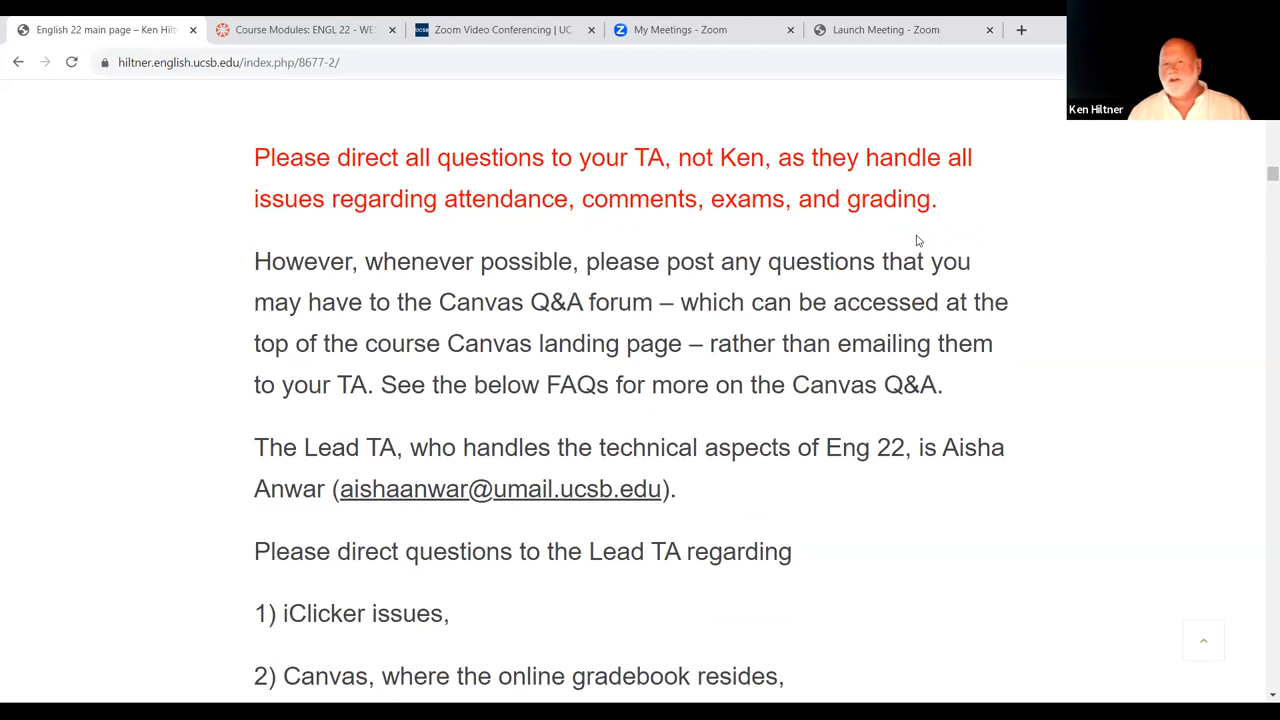 English 22 main page – Ken Hilt
Course Modules: ENGL 22 - WE
UCSB
Zoom Video Conferencing | UC
Z
My Meetings - Zoom
Launch Meeting - Zoom
hiltner.english.ucsb.edu/index.php/8677-2/
Ken Hiltner
Please direct all questions to your TA, not Ken, as they handle all
issues regarding attendance, comments, exams, and grading.
However, whenever possible, please post any questions that you
may have to the Canvas Q&A forum – which can be accessed at the
top of the course Canvas landing page – rather than emailing them
to your TA. See the below FAQs for more on the Canvas Q&A.
The Lead TA, who handles the technical aspects of Eng 22, is Aisha
Anwar (aishaanwar@umail.ucsb.edu).
Please direct questions to the Lead TA regarding
1) iClicker issues,
2) Canvas, where the online gradebook resides,